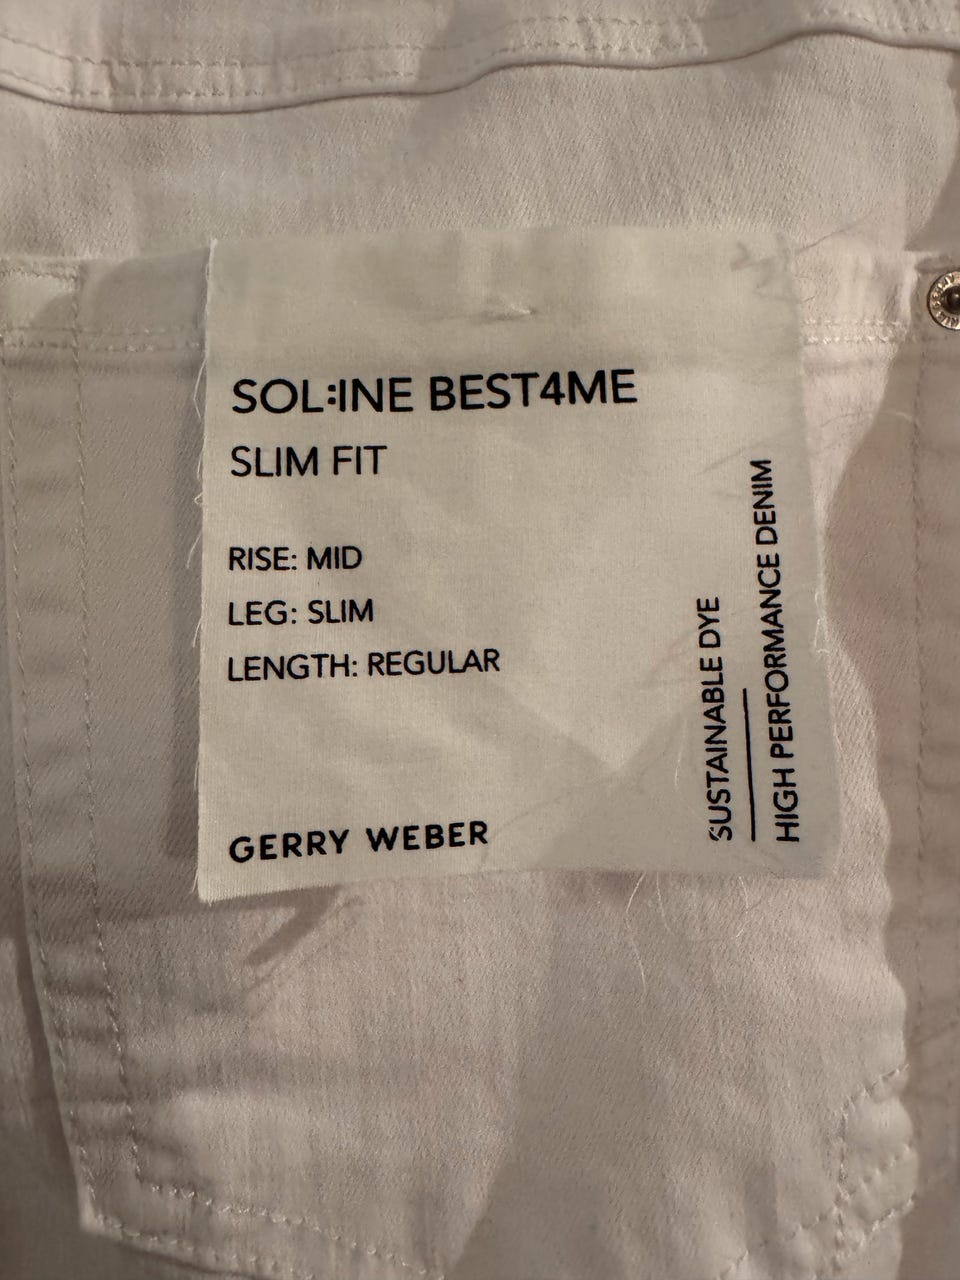 SOL:INE BEST4ME
SLIM FIT
RISE: MID
LEG: SLIM
LENGTH: REGULAR
GERRY WEBER
SUSTAINABLE DYE
HIGH PERFORMANCE DENIM